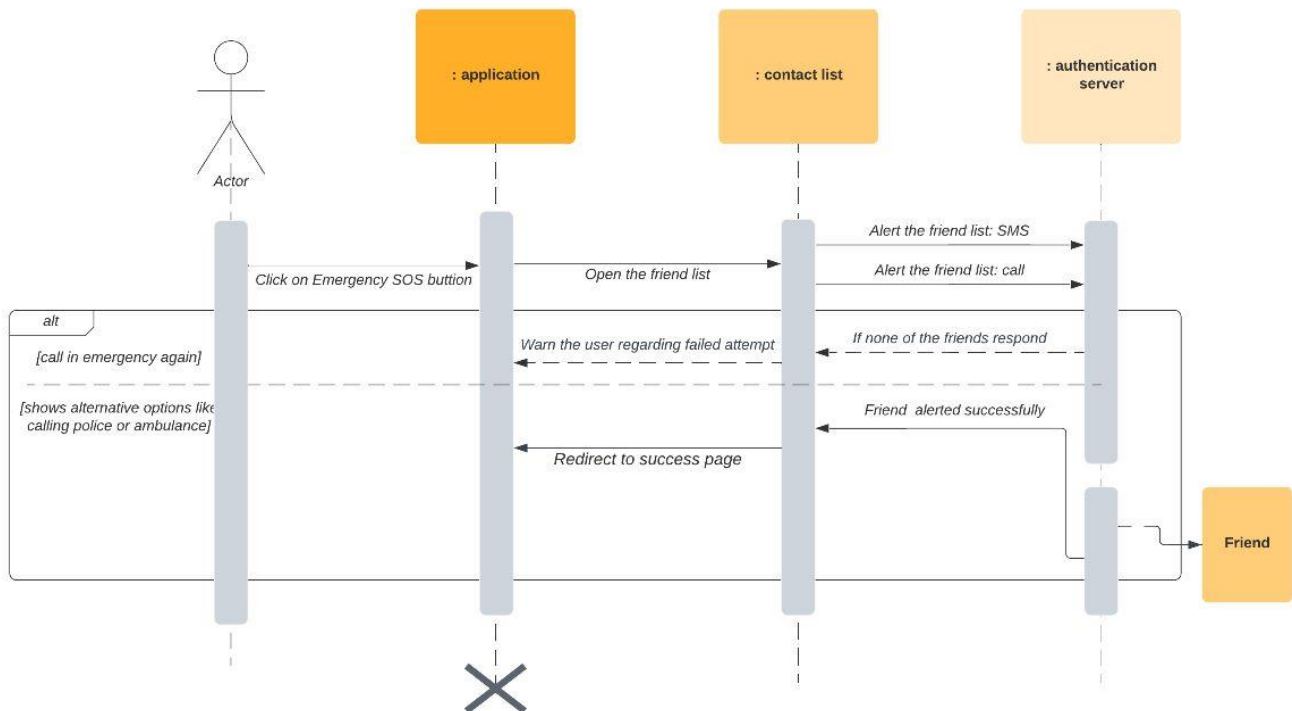 : application
: contact list
: authentication
server
Actor
Alert the friend list: SMS
Click on Emergency SOS buttion
Open the friend list
Alert the friend list: call
alt
[call in emergency again]
Warn the user regarding failed attempt
If none of the friends respond
[shows alternative options like
calling police or ambulance]
Friend alerted successfully
Redirect to success page
Friend